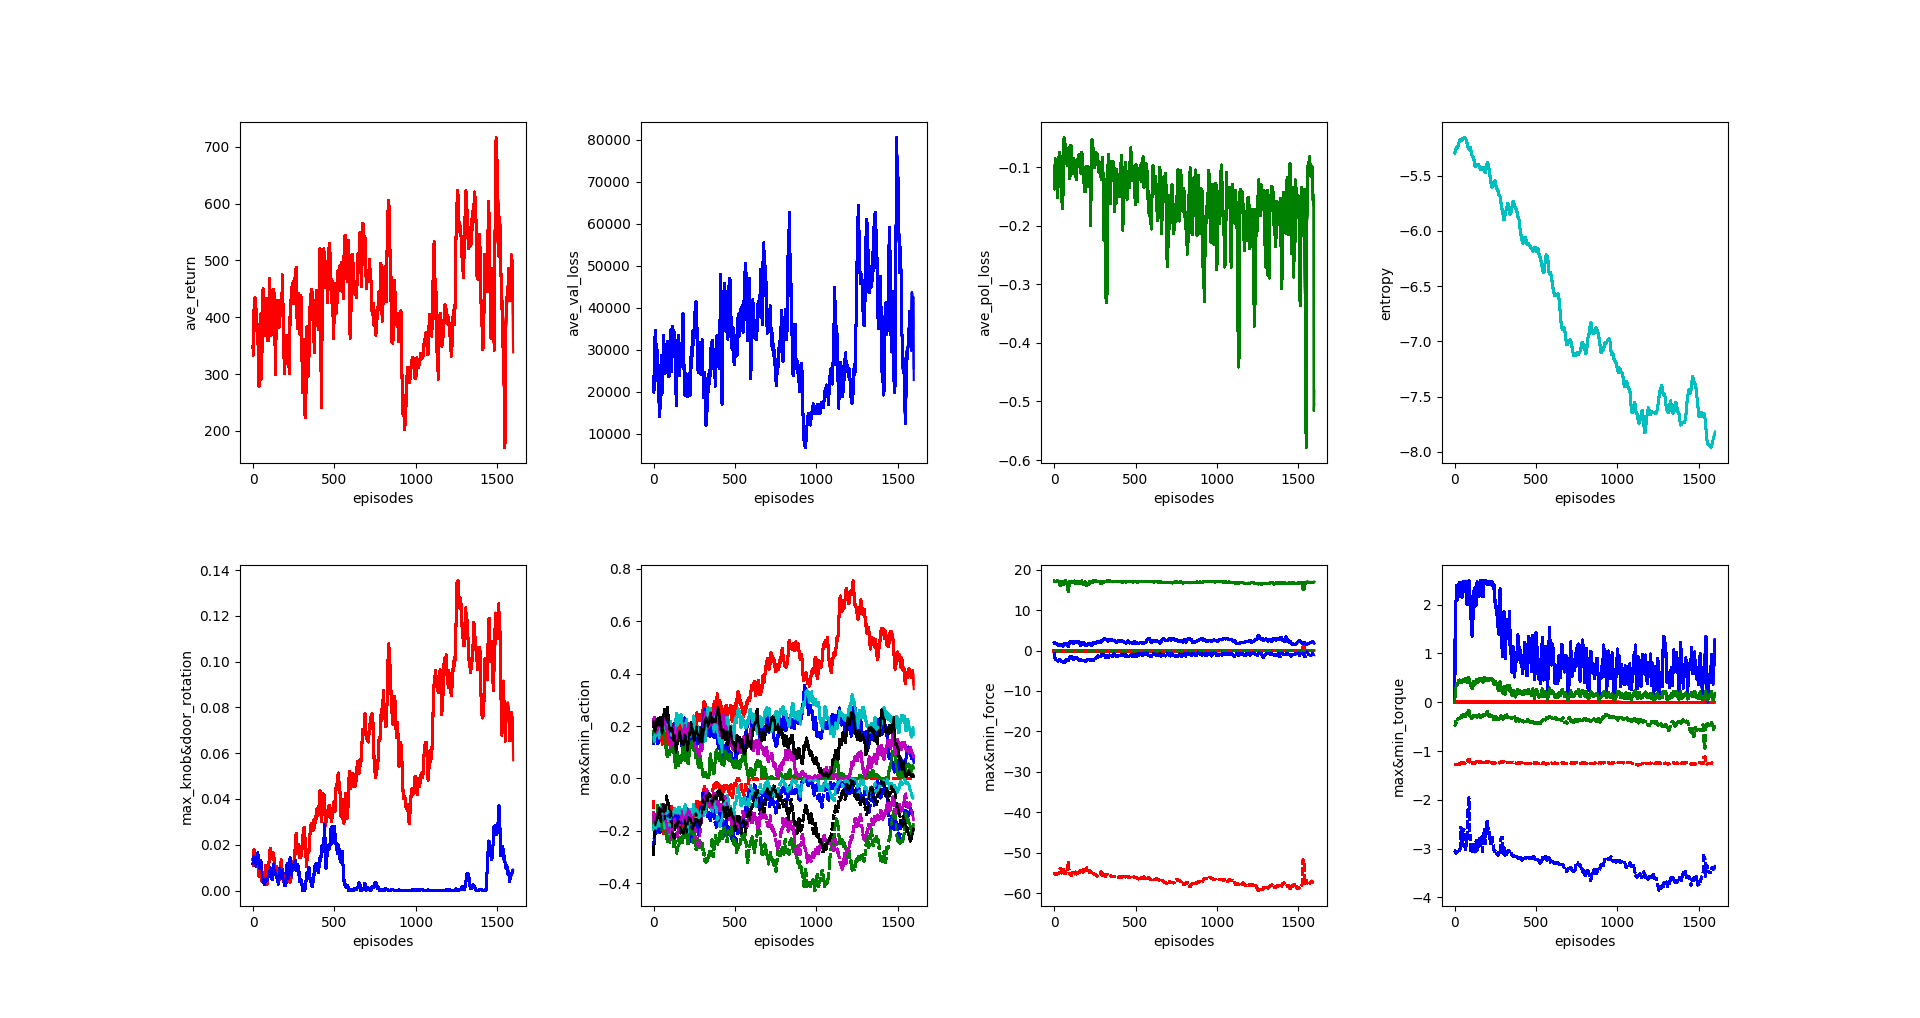 700
600
500
400
300
200
ave_return
0 500 1000 1500
episodes
80000
70000
60000
50000
40000
30000
20000
10000
ave_val_loss
0 500 1000 1500
episodes
−0.1
−0.2
−0.3
−0.4
−0.5
−0.6
ave_pol_loss
0 500 1000 1500
episodes
−5.5
−6.0
−6.5
−7.0
−7.5
−8.0
entropy
0 500 1000 1500
episodes
0.14
0.12
0.10
0.08
0.06
0.04
0.02
0.00
max_knob&door_rotation
0 500 1000 1500
episodes
0.8
0.6
0.4
0.2
0.0
−0.2
−0.4
max&min_action
0 500 1000 1500
episodes
20
10
0
−10
−20
−30
−40
−50
−60
max&min_force
0 500 1000 1500
episodes
2
1
0
−1
−2
−3
−4
max&min_torque
0 500 1000 1500
episodes